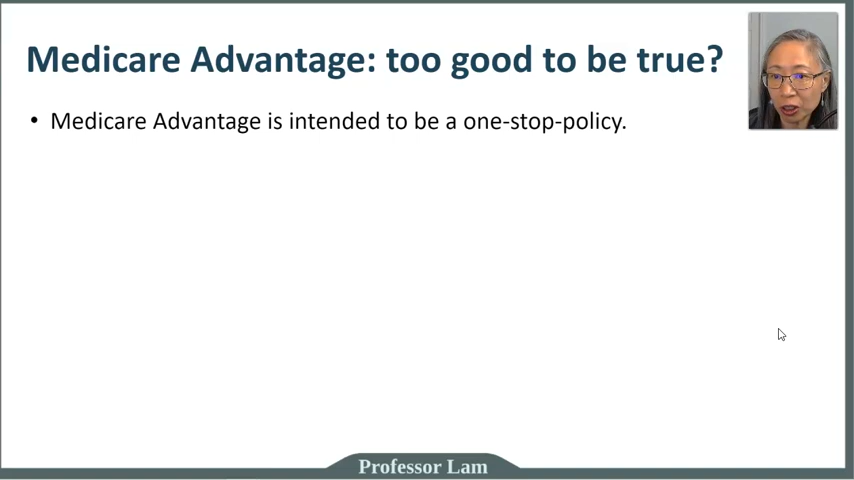 Medicare Advantage: too good to be true?
• Medicare Advantage is intended to be a one-stop-policy.
Professor Lam